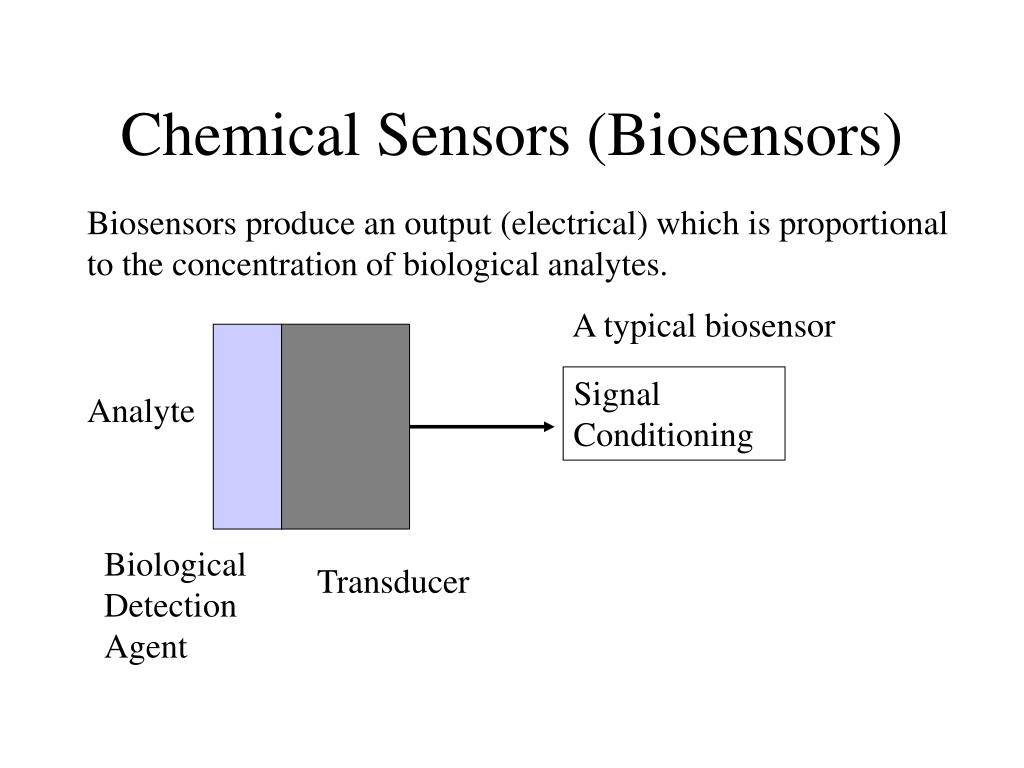 Chemical Sensors (Biosensors)
Biosensors produce an output (electrical) which is proportional
to the concentration of biological analytes.
A typical biosensor
Signal
Conditioning
Analyte
Biological
Detection
Agent
Transducer